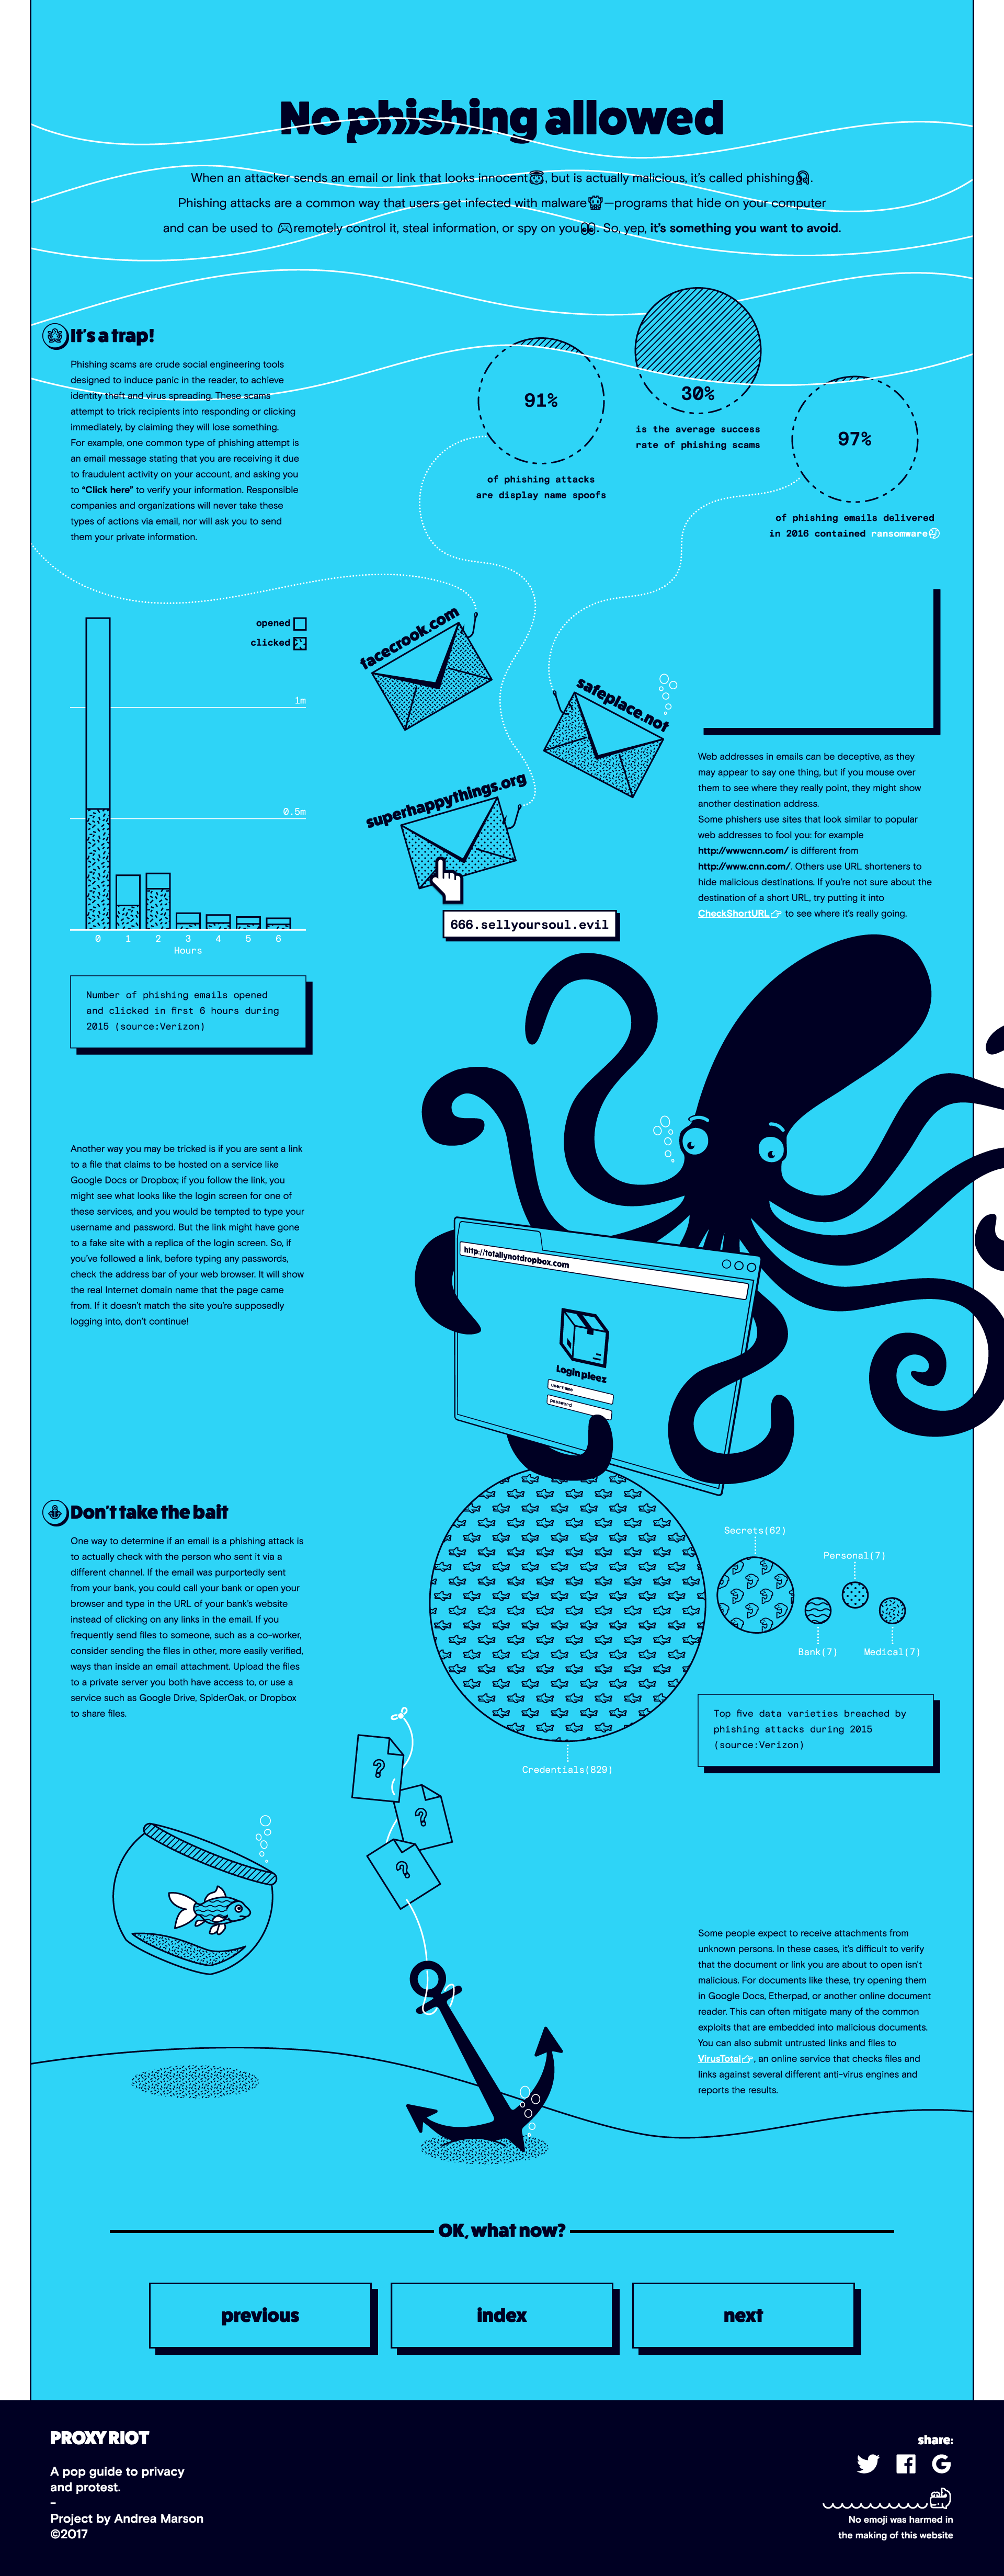 No phishing allowed
When an attacker sends an email or link that looks innocent, but is actually malicious, it's called phishing.
Phishing attacks are a common way that users get infected with malware—programs that hide on your computer
and can be used to remotely control it, steal information, or spy on you. So, yep, it's something you want to avoid.
It's a trap!
Phishing scams are crude social engineering tools
designed to induce panic in the reader, to achieve
identity theft and virus spreading. These scams
attempt to trick recipients into responding or clicking
immediately, by claiming they will lose something.
For example, one common type of phishing attempt is
an email message stating that you are receiving it due
to fraudulent activity on your account, and asking you
to “Click here” to verify your information. Responsible
companies and organizations will never take these
types of actions via email, nor will ask you to send
them your private information.
91%
of phishing attacks
are display name spoofs
30%
is the average success
rate of phishing scams
97%
of phishing emails delivered
in 2016 contained ransomware
opened
clicked
1m
0.5m
0 1 2 3 4 5 6
Hours
Number of phishing emails opened
and clicked in first 6 hours during
2015 (source:Verizon)
facecrook.com
safeplace.not
superhappythings.org
666.sellyoursoul.evil
Web addresses in emails can be deceptive, as they
may appear to say one thing, but if you mouse over
them to see where they really point, they might show
another destination address.
Some phishers use sites that look similar to popular
web addresses to fool you: for example
http://wwwcnn.com/ is different from
http://www.cnn.com/. Others use URL shorteners to
hide malicious destinations. If you're not sure about the
destination of a short URL, try putting it into
CheckShortURL to see where it's really going.
Another way you may be tricked is if you are sent a link
to a file that claims to be hosted on a service like
Google Docs or Dropbox; if you follow the link, you
might see what looks like the login screen for one of
these services, and you would be tempted to type your
username and password. But the link might have gone
to a fake site with a replica of the login screen. So, if
you've followed a link, before typing any passwords,
check the address bar of your web browser. It will show
the real Internet domain name that the page came
from. If it doesn't match the site you're supposedly
logging into, don't continue!
http://totallynotdropbox.com
Login pleez
username
password
Don't take the bait
One way to determine if an email is a phishing attack is
to actually check with the person who sent it via a
different channel. If the email was purportedly sent
from your bank, you could call your bank or open your
browser and type in the URL of your bank's website
instead of clicking on any links in the email. If you
frequently send files to someone, such as a co-worker,
consider sending the files in other, more easily verified,
ways than inside an email attachment. Upload the files
to a private server you both have access to, or use a
service such as Google Drive, SpiderOak, or Dropbox
to share files.
Secrets(62)
Personal(7)
Bank(7)
Medical(7)
Credentials(829)
Top five data varieties breached by
phishing attacks during 2015
(source:Verizon)
?
?
?
Some people expect to receive attachments from
unknown persons. In these cases, it's difficult to verify
that the document or link you are about to open isn't
malicious. For documents like these, try opening them
in Google Docs, Etherpad, or another online document
reader. This can often mitigate many of the common
exploits that are embedded into malicious documents.
You can also submit untrusted links and files to
VirusTotal, an online service that checks files and
links against several different anti-virus engines and
reports the results.
OK, what now?
previous
index
next
PROXY RIOT
A pop guide to privacy
and protest.
–
Project by Andrea Marson
©2017
share:
No emoji was harmed in
the making of this website